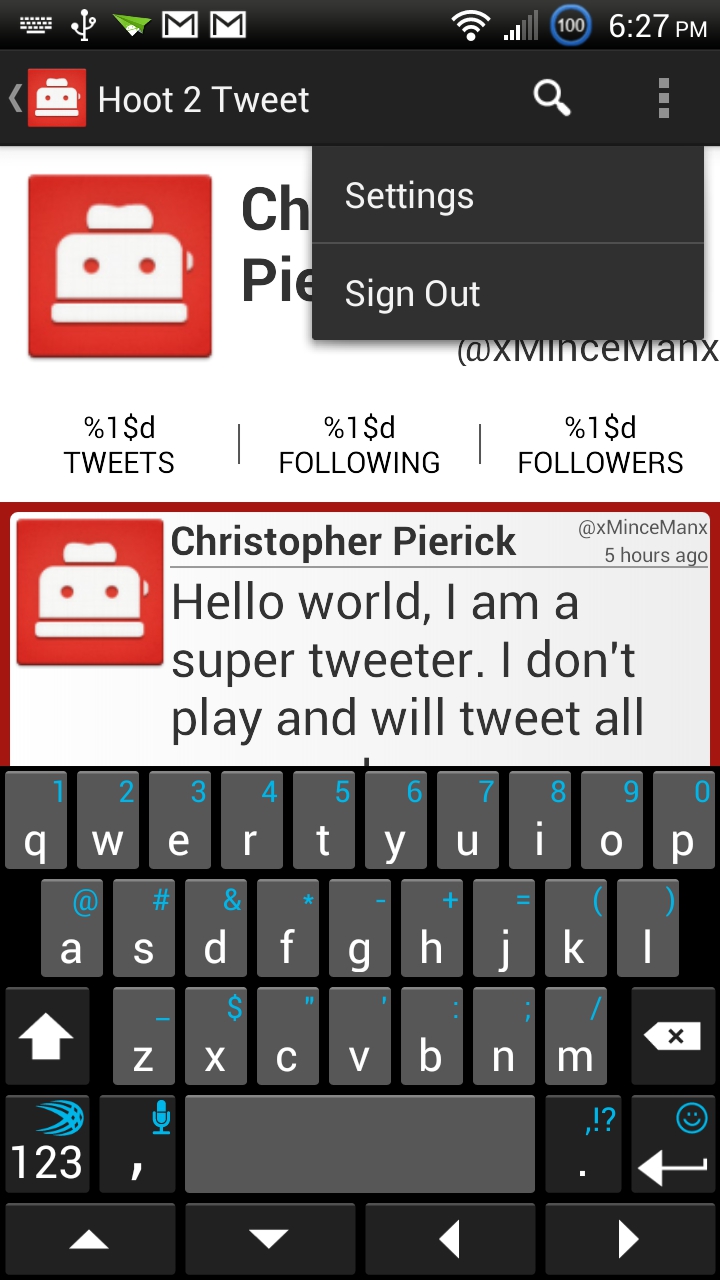 100 6:27 PM
Hoot 2 Tweet
Settings
Sign Out
Ch
Pie
@xMinceManx
%1$d %1$d %1$d
TWEETS FOLLOWING FOLLOWERS
Christopher Pierick @xMinceManx
5 hours ago
Hello world, I am a
super tweeter. I don't
play and will tweet all
1 2 3 4 5 6 7 8 9 0
q w e r t y u i o p
@ # & * - + = ( )
a s d f g h j k l
_ $ " ' : ; /
z x c v b n m
,!?
123 , .